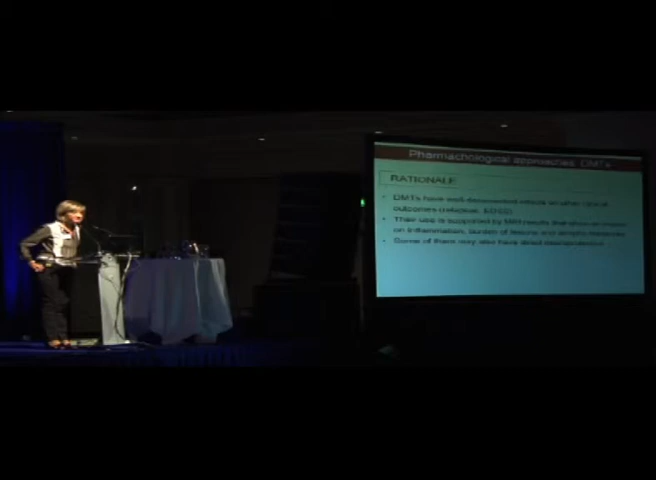 Pharmachological approaches: DMTs
RATIONALE
DMTs have well-documented effects on other clinical
outcomes (relapse, EDSS)
Their use is supported by MRI results that show an impact
on inflammation, burden of lesions and atrophy measures
Some of them may also have